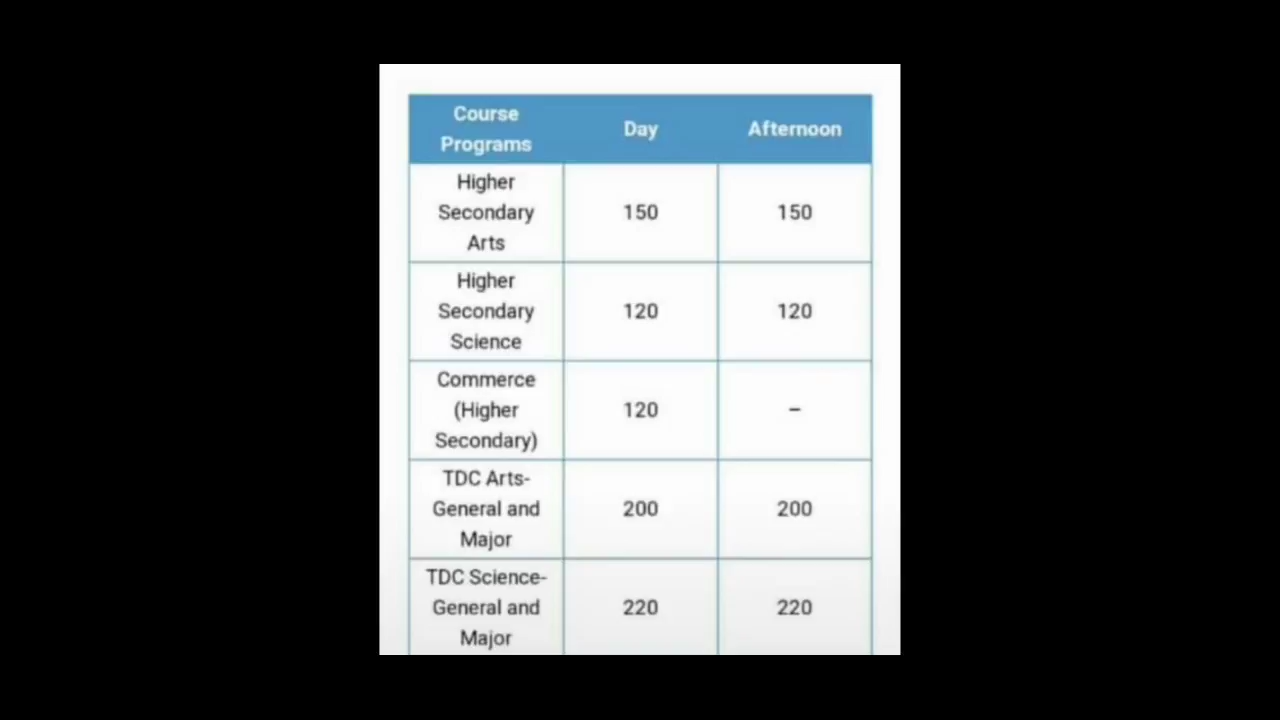 Course
Programs
Day
Afternoon
Higher
Secondary
Arts
150
150
Higher
Secondary
Science
120
120
Commerce
(Higher
Secondary)
120
–
TDC Arts-
General and
Major
200
200
TDC Science-
General and
Major
220
220